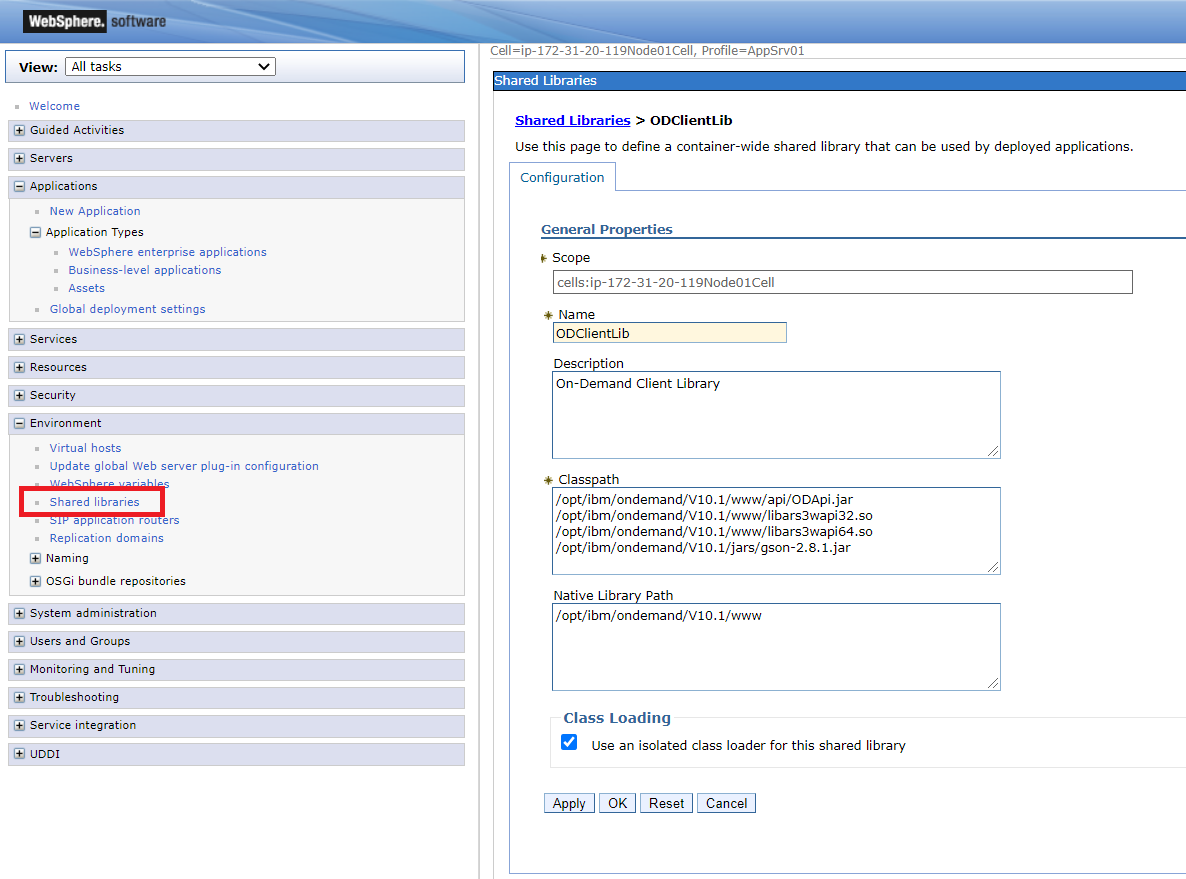 WebSphere. software
View: All tasks
Welcome
Guided Activities
Servers
Applications
New Application
Application Types
WebSphere enterprise applications
Business-level applications
Assets
Global deployment settings
Services
Resources
Security
Environment
Virtual hosts
Update global Web server plug-in configuration
WebSphere variables
Shared libraries
SIP application routers
Replication domains
Naming
OSGi bundle repositories
System administration
Users and Groups
Monitoring and Tuning
Troubleshooting
Service integration
UDDI
Cell=ip-172-31-20-119Node01Cell, Profile=AppSrv01
Shared Libraries
Shared Libraries > ODClientLib
Use this page to define a container-wide shared library that can be used by deployed applications.
Configuration
General Properties
Scope
cells:ip-172-31-20-119Node01Cell
Name
ODClientLib
Description
On-Demand Client Library
Classpath
/opt/ibm/ondemand/V10.1/www/api/ODApi.jar
/opt/ibm/ondemand/V10.1/www/libars3wapi32.so
/opt/ibm/ondemand/V10.1/www/libars3wapi64.so
/opt/ibm/ondemand/V10.1/jars/gson-2.8.1.jar
Native Library Path
/opt/ibm/ondemand/V10.1/www
Class Loading
Use an isolated class loader for this shared library
Apply OK Reset Cancel